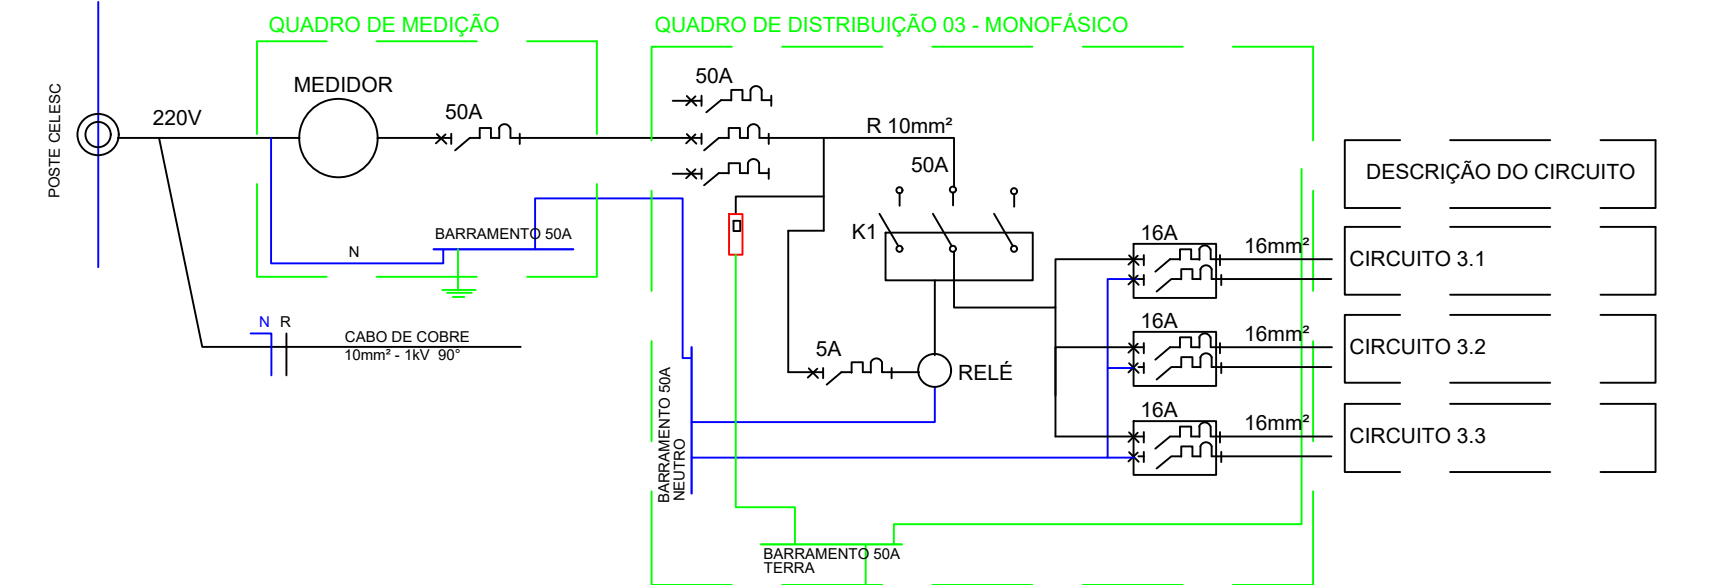 QUADRO DE MEDIÇÃO
QUADRO DE DISTRIBUIÇÃO 03 - MONOFÁSICO
POSTE CELESC
220V
MEDIDOR
50A
50A
R 10mm²
50A
DESCRIÇÃO DO CIRCUITO
BARRAMENTO 50A
N
K1
16A
16mm²
CIRCUITO 3.1
N R
CABO DE COBRE
10mm² - 1kV 90°
5A
RELÉ
16A
16mm²
CIRCUITO 3.2
BARRAMENTO 50A
NEUTRO
16A
16mm²
CIRCUITO 3.3
BARRAMENTO 50A
TERRA